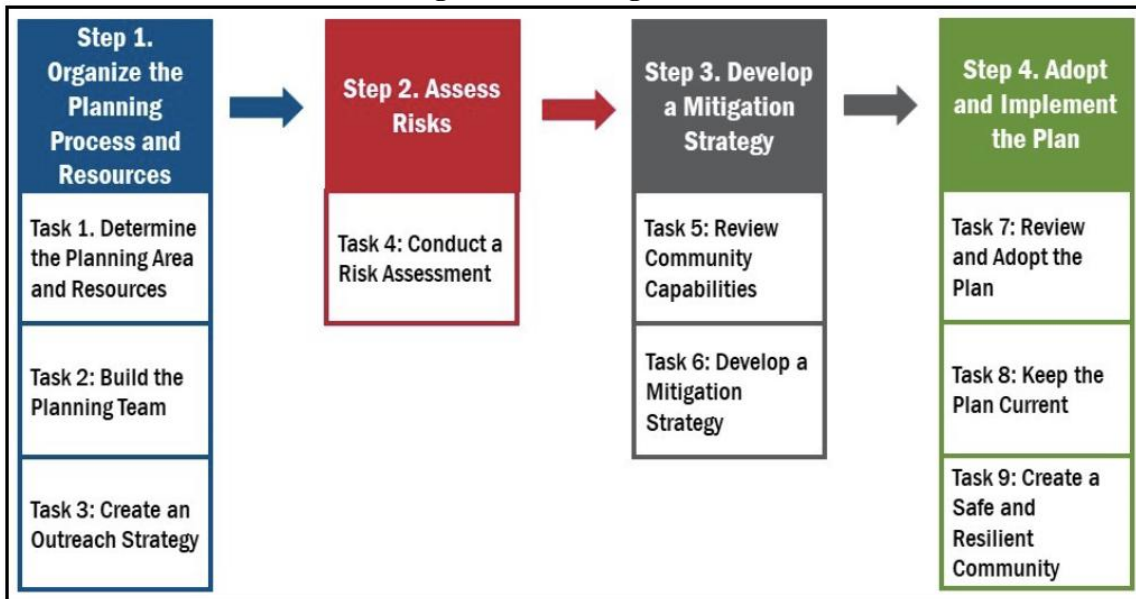 Step 1.
Organize the
Planning
Process and
Resources
Task 1. Determine
the Planning Area
and Resources
Task 2: Build the
Planning Team
Task 3: Create an
Outreach Strategy
Step 2. Assess
Risks
Task 4: Conduct a
Risk Assessment
Step 3. Develop
a Mitigation
Strategy
Task 5: Review
Community
Capabilities
Task 6: Develop a
Mitigation
Strategy
Step 4. Adopt
and Implement
the Plan
Task 7: Review
and Adopt the
Plan
Task 8: Keep the
Plan Current
Task 9: Create a
Safe and
Resilient
Community